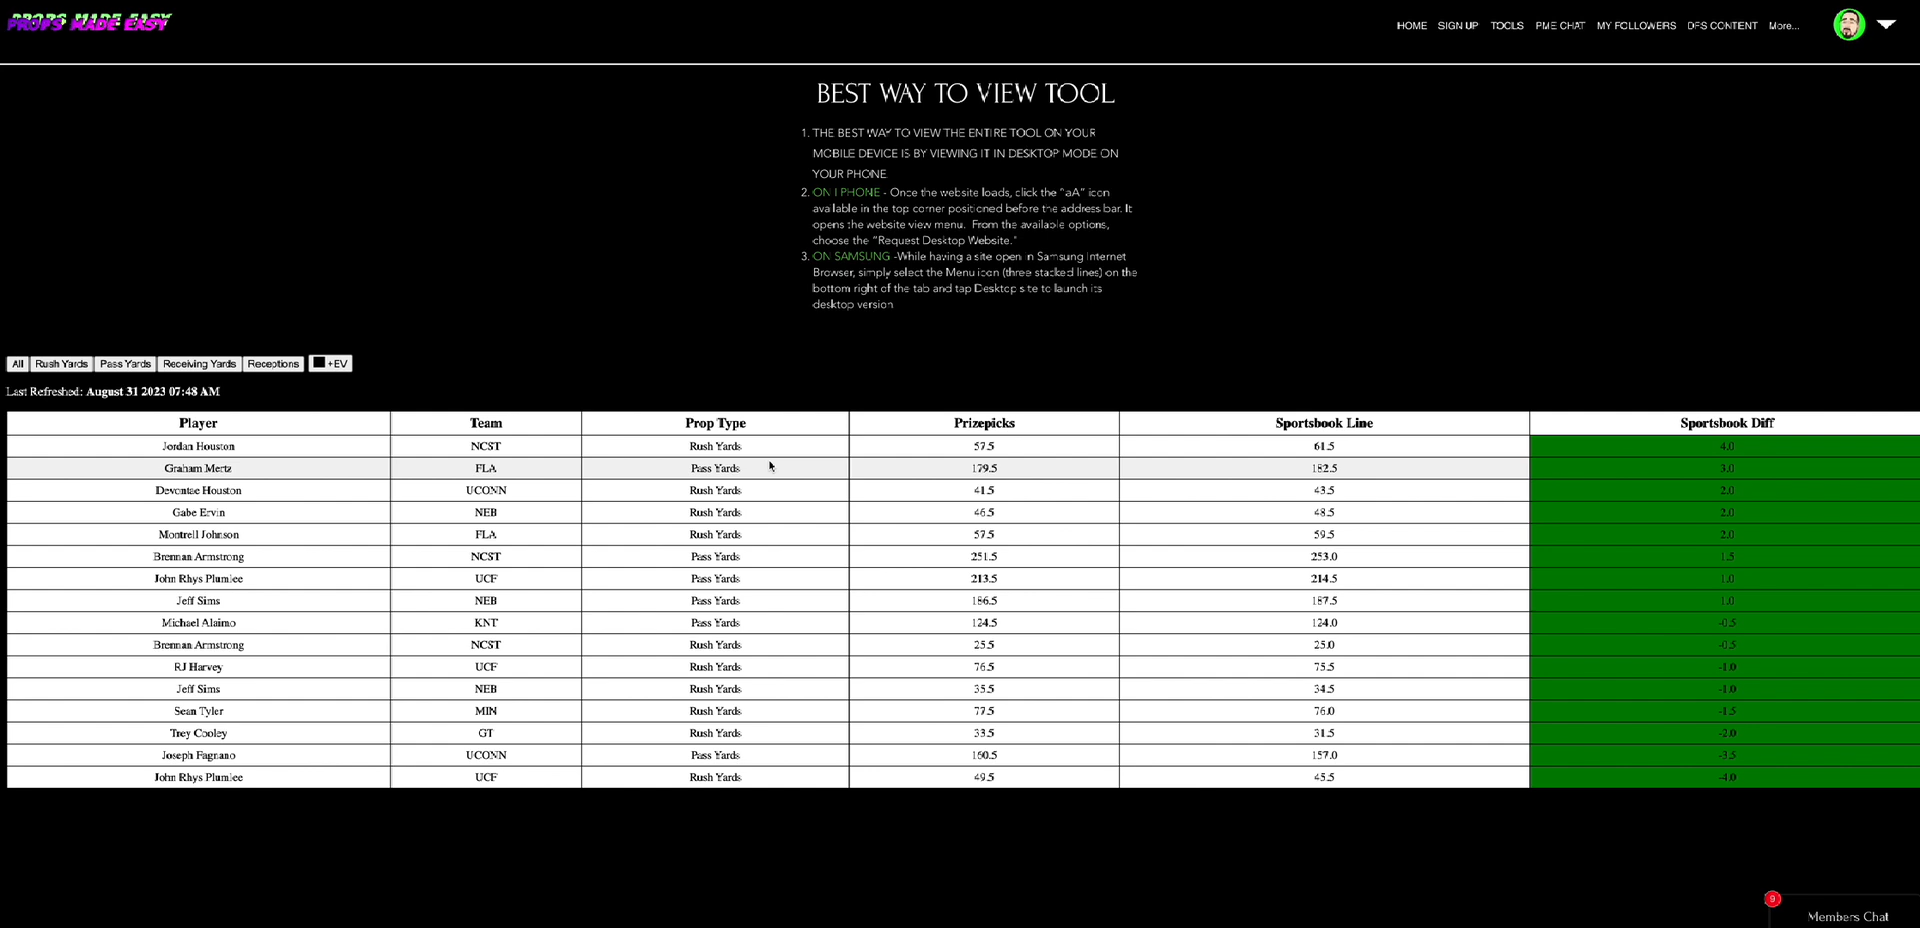 PROPS MADE EASY
HOME SIGN UP TOOLS PME CHAT MY FOLLOWERS DFS CONTENT More...
BEST WAY TO VIEW TOOL
1. THE BEST WAY TO VIEW THE ENTIRE TOOL ON YOUR
MOBILE DEVICE IS BY VIEWING IT IN DESKTOP MODE ON
YOUR PHONE
2. ON I PHONE - Once the website loads, click the “aA” icon
available in the top corner positioned before the address bar. It
opens the website view menu. From the available options,
choose the “Request Desktop Website."
3. ON SAMSUNG -While having a site open in Samsung Internet
Browser, simply select the Menu icon (three stacked lines) on the
bottom right of the tab and tap Desktop site to launch its
desktop version
All Rush Yards Pass Yards Receiving Yards Receptions +EV
Last Refreshed: August 31 2023 07:48 AM
Player Team Prop Type Prizepicks Sportsbook Line Sportsbook Diff
Jordan Houston NCST Rush Yards 57.5 61.5 4.0
Graham Mertz FLA Pass Yards 179.5 182.5 3.0
Devontae Houston UCONN Rush Yards 41.5 43.5 2.0
Gabe Ervin NEB Rush Yards 46.5 48.5 2.0
Montrell Johnson FLA Rush Yards 57.5 59.5 2.0
Brennan Armstrong NCST Pass Yards 251.5 253.0 1.5
John Rhys Plumlee UCF Pass Yards 213.5 214.5 1.0
Jeff Sims NEB Pass Yards 186.5 187.5 1.0
Michael Alaimo KNT Pass Yards 124.5 124.0 -0.5
Brennan Armstrong NCST Rush Yards 25.5 25.0 -0.5
RJ Harvey UCF Rush Yards 76.5 75.5 -1.0
Jeff Sims NEB Rush Yards 35.5 34.5 -1.0
Sean Tyler MIN Rush Yards 77.5 76.0 -1.5
Trey Cooley GT Rush Yards 33.5 31.5 -2.0
Joseph Fagnano UCONN Pass Yards 160.5 157.0 -3.5
John Rhys Plumlee UCF Rush Yards 49.5 45.5 -4.0
9
Members Chat